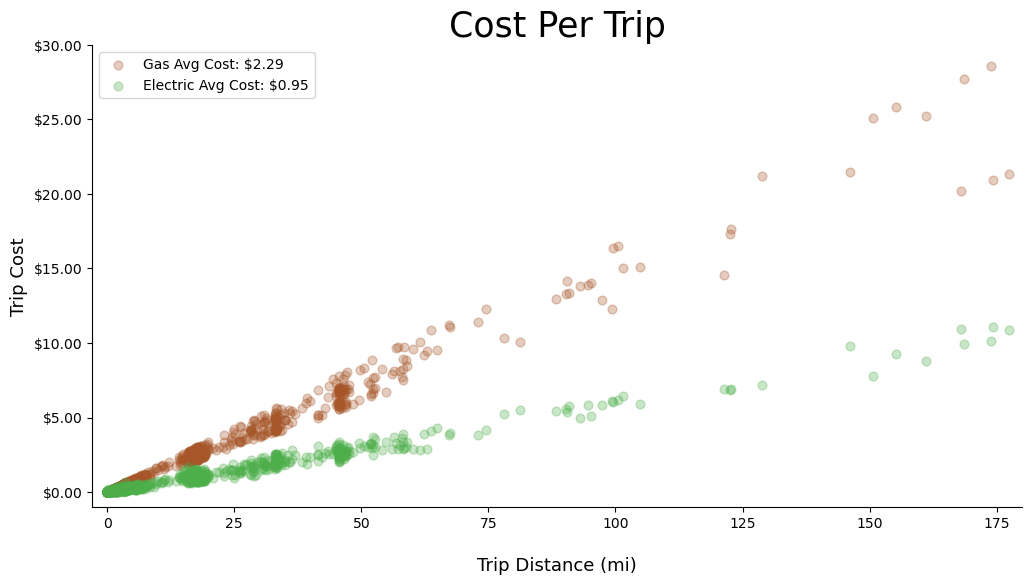 Cost Per Trip
Gas Avg Cost: $2.29
Electric Avg Cost: $0.95
Trip Cost
$30.00
$25.00
$20.00
$15.00
$10.00
$5.00
$0.00
0 25 50 75 100 125 150 175
Trip Distance (mi)